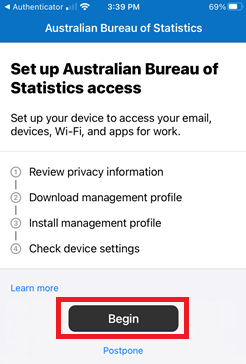 Authenticator 3:39 PM 69%
Australian Bureau of Statistics
Set up Australian Bureau of
Statistics access
Set up your device to access your email,
devices, Wi-Fi, and apps for work.
1 Review privacy information
2 Download management profile
3 Install management profile
4 Check device settings
Learn more
Begin
Postpone